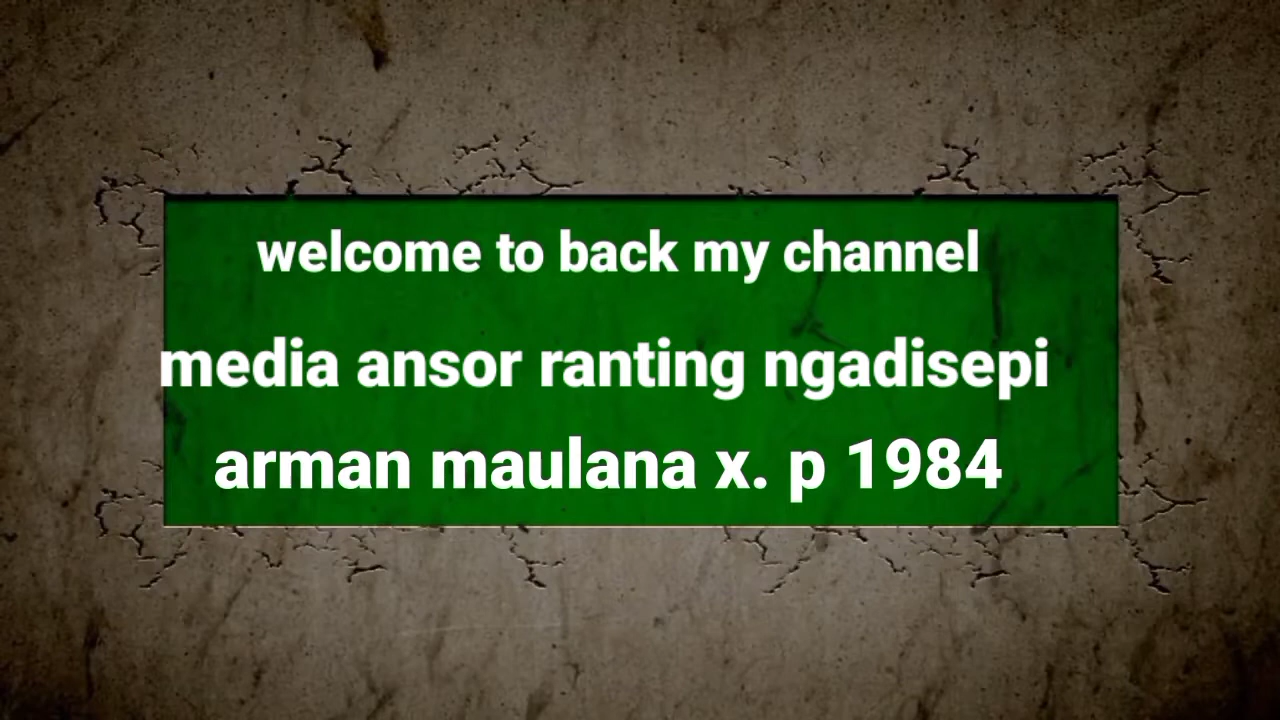 welcome to back my channel
media ansor ranting ngadisepi
arman maulana x. p 1984